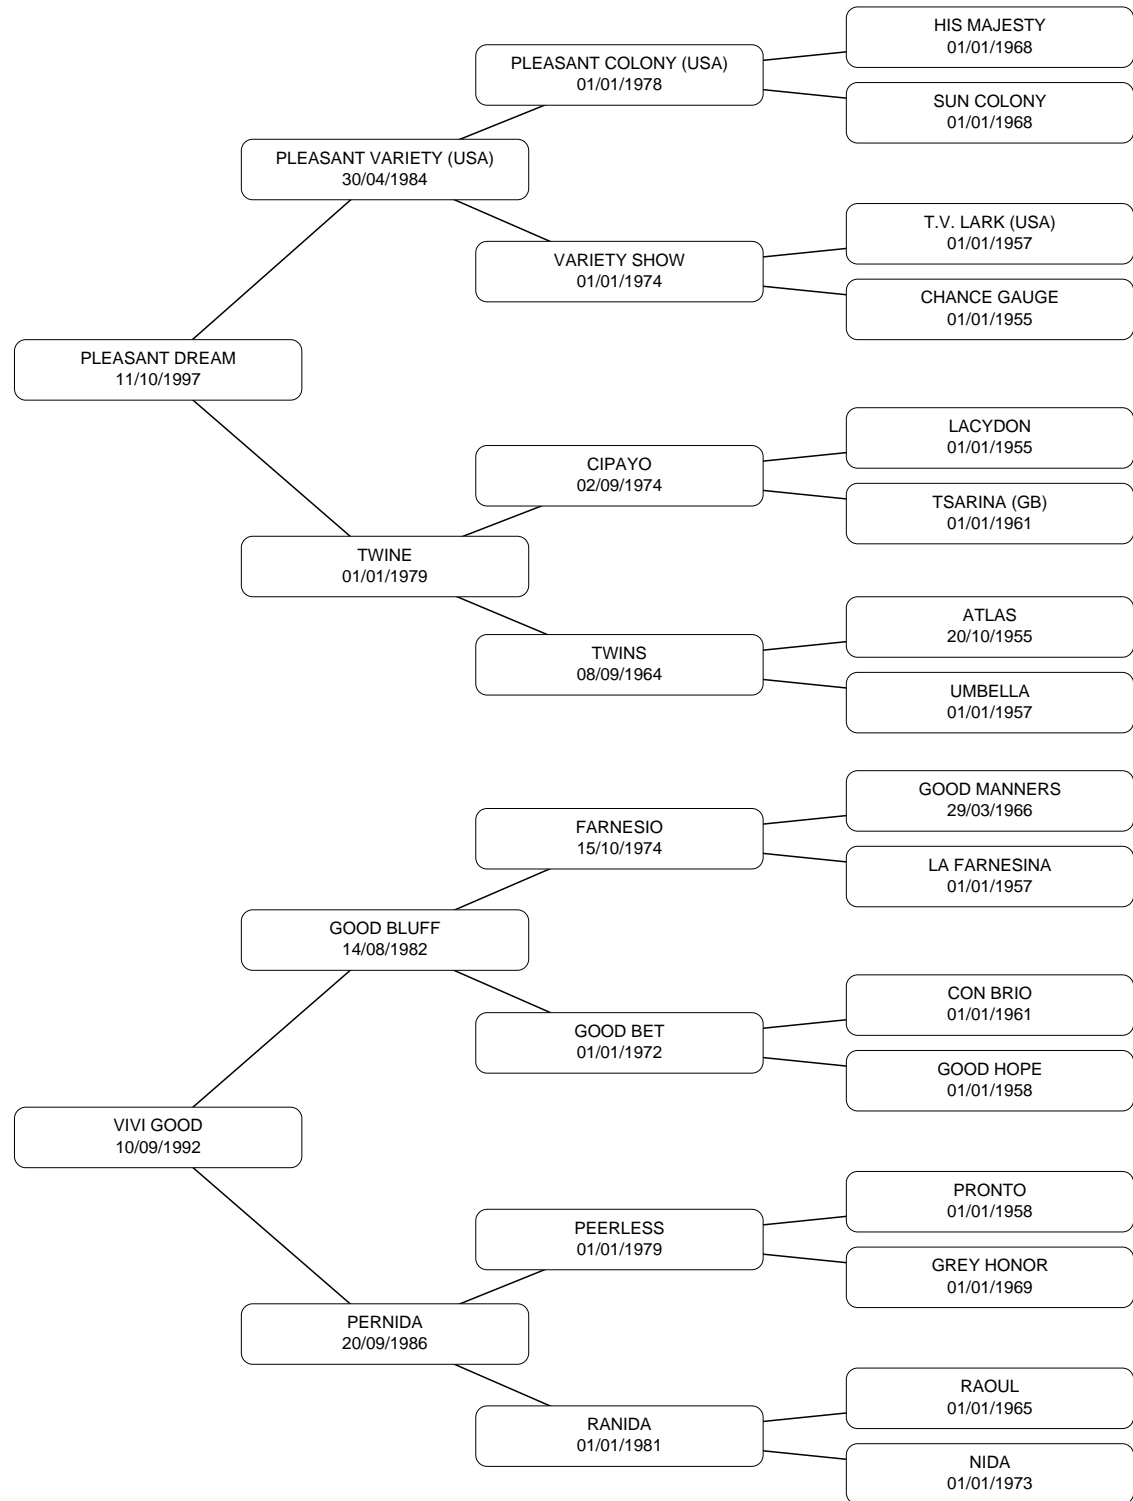 HIS MAJESTY
01/01/1968
PLEASANT COLONY (USA)
01/01/1978
SUN COLONY
01/01/1968
PLEASANT VARIETY (USA)
30/04/1984
T.V. LARK (USA)
01/01/1957
VARIETY SHOW
01/01/1974
CHANCE GAUGE
01/01/1955
PLEASANT DREAM
11/10/1997
LACYDON
01/01/1955
CIPAYO
02/09/1974
TSARINA (GB)
01/01/1961
TWINE
01/01/1979
ATLAS
20/10/1955
TWINS
08/09/1964
UMBELLA
01/01/1957
GOOD MANNERS
29/03/1966
FARNESIO
15/10/1974
LA FARNESINA
01/01/1957
GOOD BLUFF
14/08/1982
CON BRIO
01/01/1961
GOOD BET
01/01/1972
GOOD HOPE
01/01/1958
VIVI GOOD
10/09/1992
PRONTO
01/01/1958
PEERLESS
01/01/1979
GREY HONOR
01/01/1969
PERNIDA
20/09/1986
RAOUL
01/01/1965
RANIDA
01/01/1981
NIDA
01/01/1973